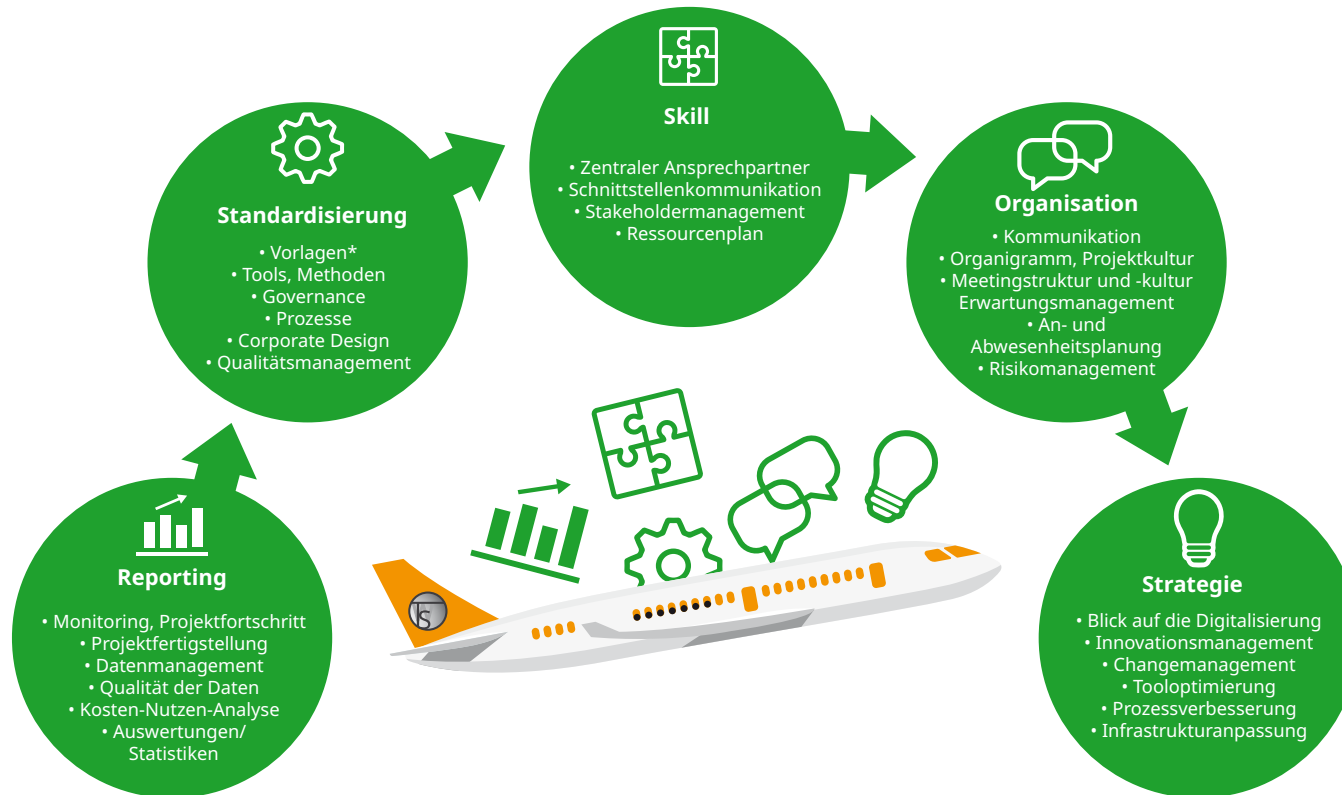 Reporting
• Monitoring, Projektfortschritt
• Projektfertigstellung
• Datenmanagement
• Qualität der Daten
• Kosten-Nutzen-Analyse
• Auswertungen/
Statistiken
Standardisierung
• Vorlagen*
• Tools, Methoden
• Governance
• Prozesse
• Corporate Design
• Qualitätsmanagement
Skill
• Zentraler Ansprechpartner
• Schnittstellenkommunikation
• Stakeholdermanagement
• Ressourcenplan
Organisation
• Kommunikation
• Organigramm, Projektkultur
• Meetingstruktur und -kultur
Erwartungsmanagement
• An- und
Abwesenheitsplanung
• Risikomanagement
Strategie
• Blick auf die Digitalisierung
• Innovationsmanagement
• Changemanagement
• Tooloptimierung
• Prozessverbesserung
• Infrastrukturanpassung
TS